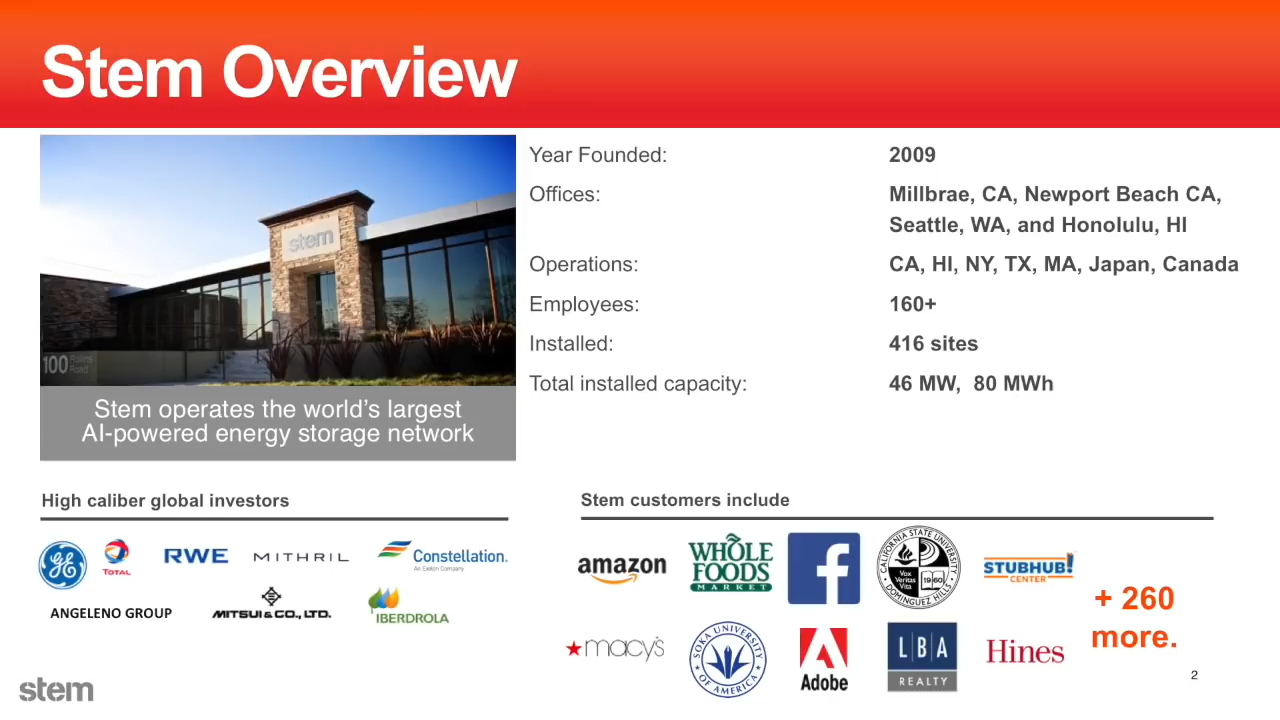 Stem Overview
stem
100
Stem operates the world's largest
AI-powered energy storage network
Year Founded: 2009
Offices: Millbrae, CA, Newport Beach CA,
Seattle, WA, and Honolulu, HI
Operations: CA, HI, NY, TX, MA, Japan, Canada
Employees: 160+
Installed: 416 sites
Total installed capacity: 46 MW,  80 MWh
High caliber global investors
GE
TOTAL
RWE
MITHRIL
Constellation.
An Exelon Company
ANGELENO GROUP
MITSUI & CO., LTD.
IBERDROLA
Stem customers include
amazon
WHOLE
FOODS
MARKET
f
CALIFORNIA STATE UNIVERSITY
Vox
Veritas
Vita
1960
DOMINGUEZ HILLS
STUBHUB!
CENTER
macy's
SOKA UNIVERSITY
OF AMERICA
Adobe
LBA
REALTY
Hines
+ 260
more.
stem
2